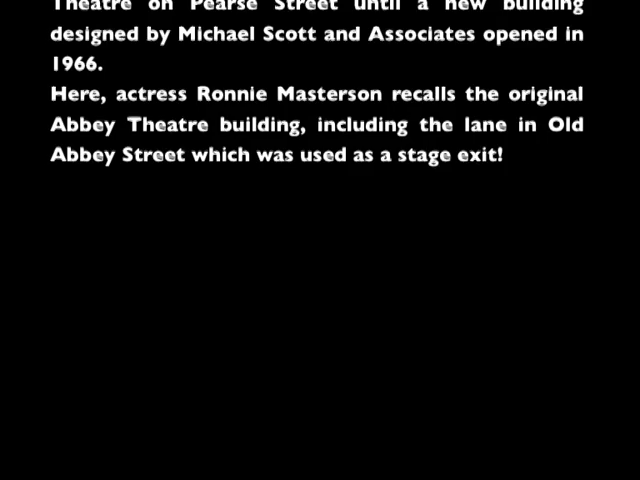 Theatre on Pearse Street until a new building
designed by Michael Scott and Associates opened in
1966.
Here, actress Ronnie Masterson recalls the original
Abbey Theatre building, including the lane in Old
Abbey Street which was used as a stage exit!